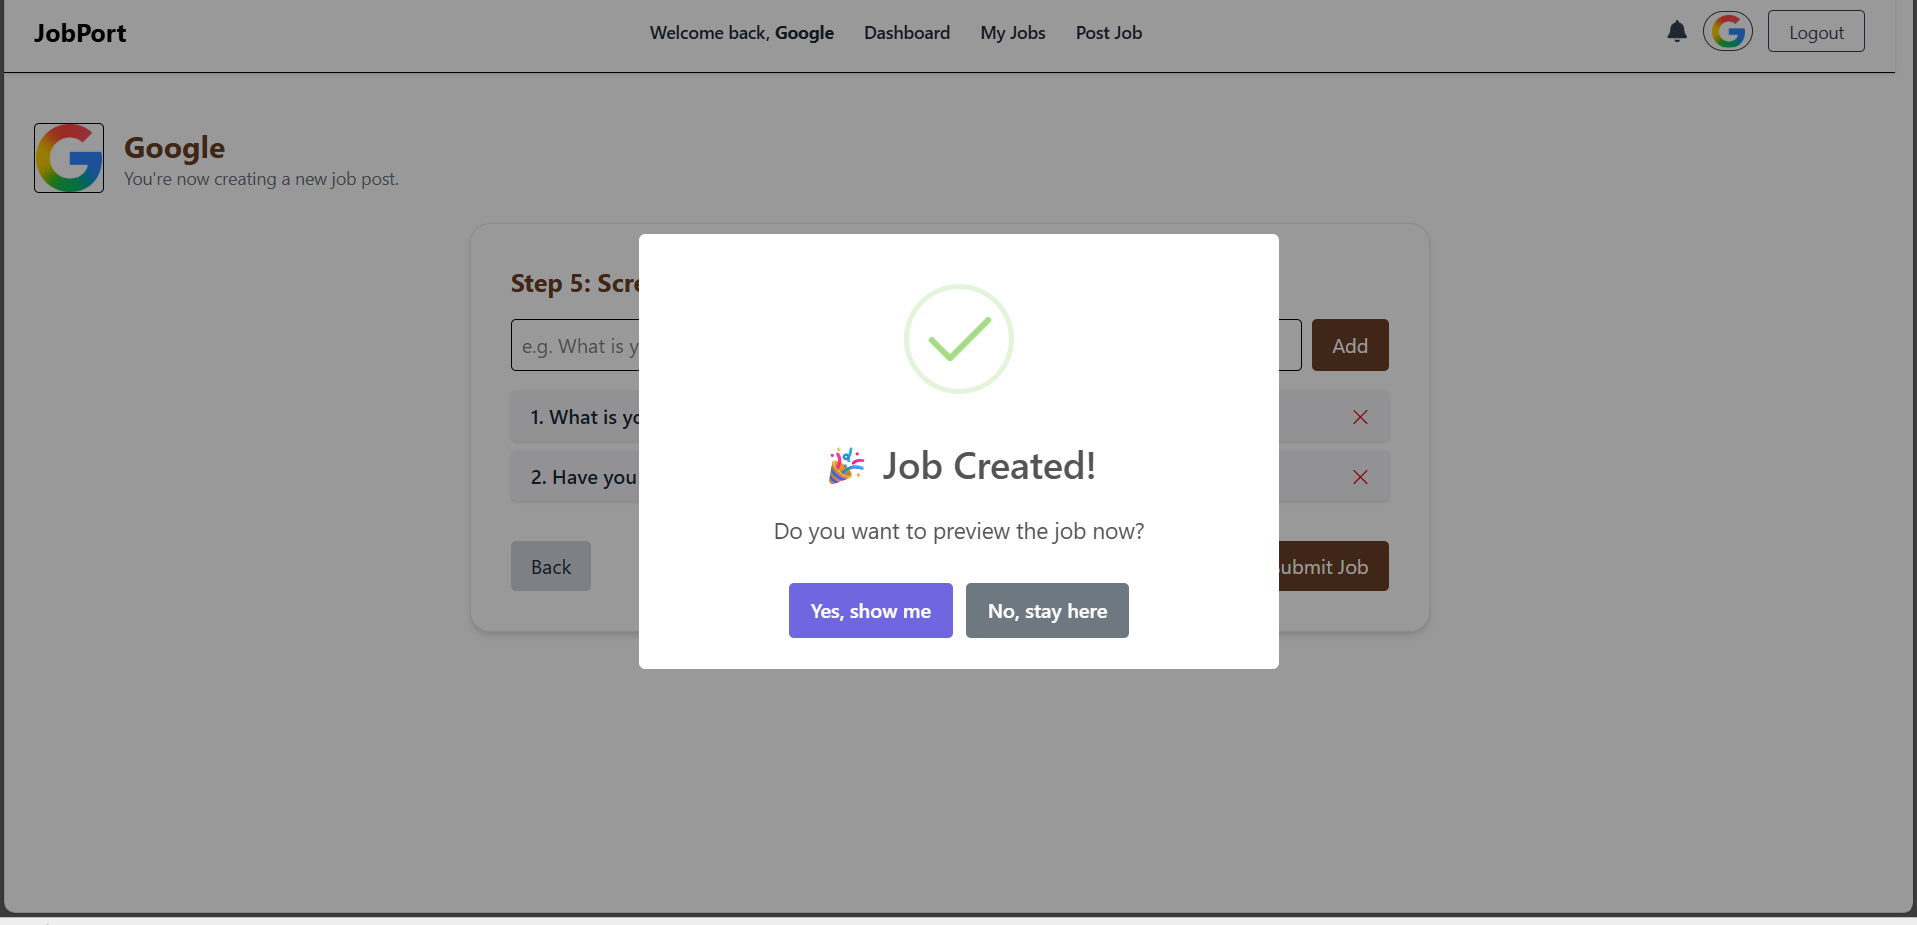 JobPort
Welcome back, Google Dashboard My Jobs Post Job
Logout
Google
You're now creating a new job post.
Step 5: Scre
e.g. What is y
Add
1. What is yo
2. Have you
Back
ubmit Job
Job Created!
Do you want to preview the job now?
Yes, show me
No, stay here